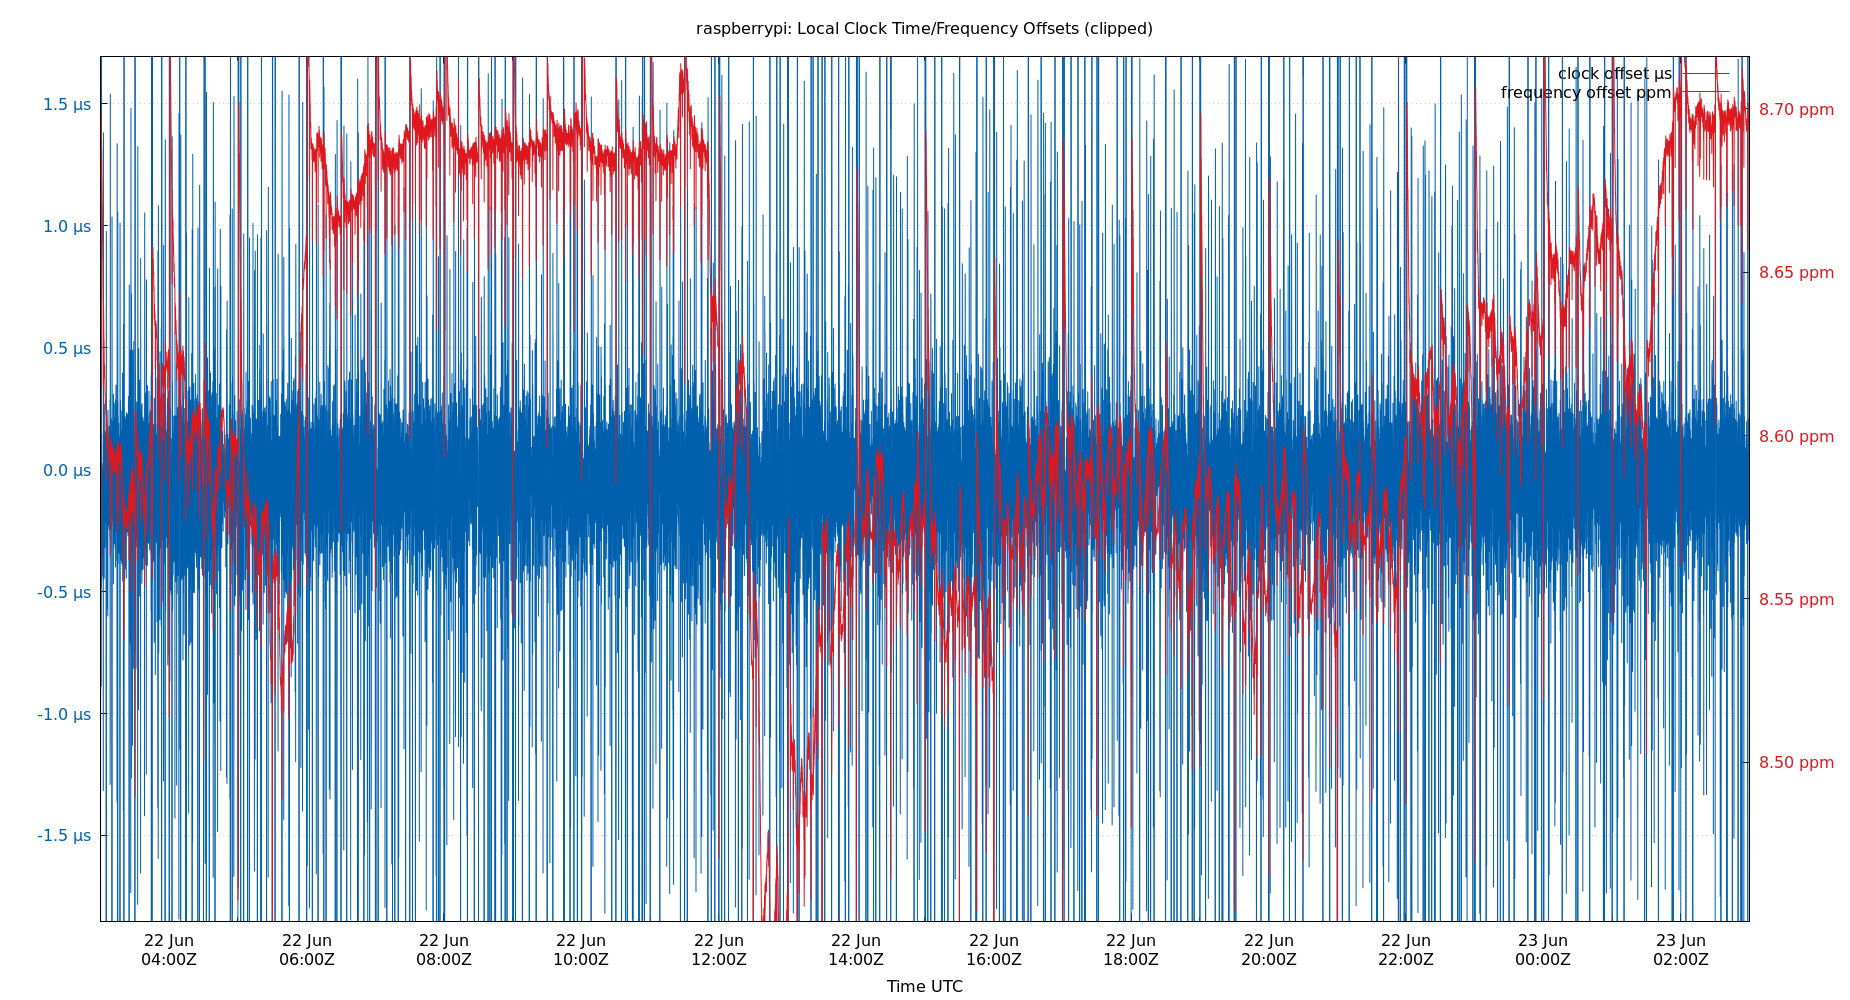 raspberrypi: Local Clock Time/Frequency Offsets (clipped)
clock offset µs
frequency offset ppm
1.5 µs
1.0 µs
0.5 µs
0.0 µs
-0.5 µs
-1.0 µs
-1.5 µs
8.70 ppm
8.65 ppm
8.60 ppm
8.55 ppm
8.50 ppm
22 Jun 22 Jun 22 Jun 22 Jun 22 Jun 22 Jun 22 Jun 22 Jun 22 Jun 22 Jun 23 Jun 23 Jun
04:00Z 06:00Z 08:00Z 10:00Z 12:00Z 14:00Z 16:00Z 18:00Z 20:00Z 22:00Z 00:00Z 02:00Z
Time UTC